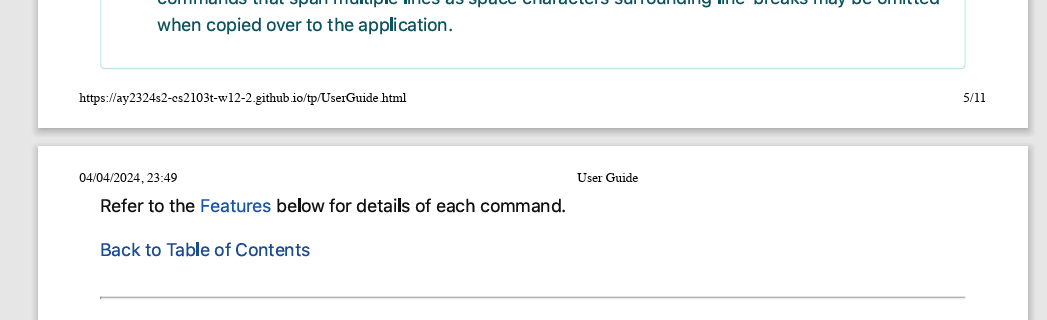 commands that span multiple lines as space characters surrounding line-breaks may be omitted
when copied over to the application.
https://ay2324s2-cs2103t-w12-2.github.io/tp/UserGuide.html 5/11
04/04/2024, 23:49 User Guide
Refer to the Features below for details of each command.
Back to Table of Contents